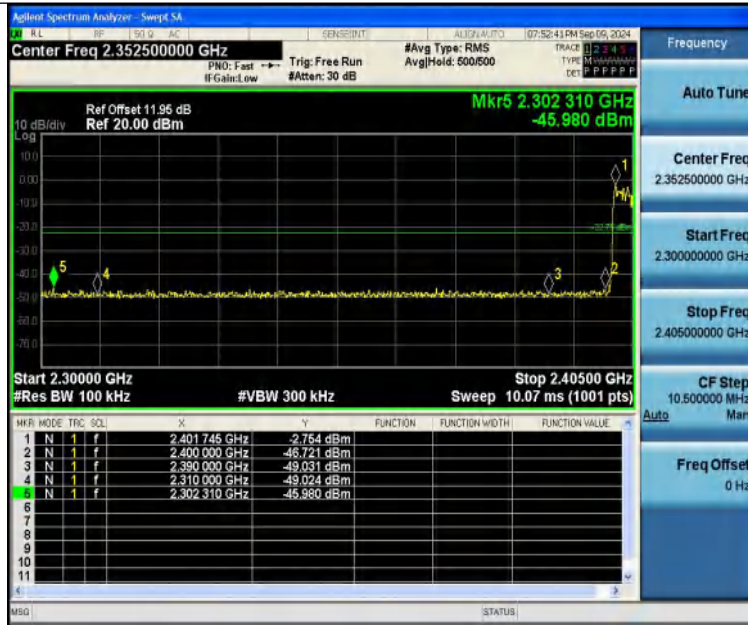 Agilent Spectrum Analyzer - Swept SA
RL RF 50 Ω AC SENSE:INT ALIGN AUTO 07:52:41 PM Sep 09, 2024
Center Freq 2.352500000 GHz #Avg Type: RMS TRACE 1 2 3 4 5
PNO: Fast Trig: Free Run Avg|Hold: 500/500 TYPE
IFGain:Low #Atten: 30 dB DET P P P P P
Mkr5 2.302 310 GHz
-45.980 dBm
Ref Offset 11.95 dB
10 dB/div Ref 20.00 dBm
Log
10.0
0.00
-10.0
-20.0
-30.0
-40.0
-50.0
-70.0
1
2
3
4
5
Start 2.30000 GHz Stop 2.40500 GHz
#Res BW 100 kHz #VBW 300 kHz Sweep 10.07 ms (1001 pts)
MKR MODE TRC SCL X Y FUNCTION FUNCTION WIDTH FUNCTION VALUE
1 N 1 f 2.401 745 GHz -2.754 dBm
2 N 1 f 2.400 000 GHz -46.721 dBm
3 N 1 f 2.390 000 GHz -49.031 dBm
4 N 1 f 2.310 000 GHz -49.024 dBm
5 N 1 f 2.302 310 GHz -45.980 dBm
6
7
8
9
10
11
MSG STATUS
Frequency
Auto Tune
Center Freq
2.352500000 GHz
Start Freq
2.300000000 GHz
Stop Freq
2.405000000 GHz
CF Step
10.500000 MHz
Auto Man
Freq Offset
0 Hz